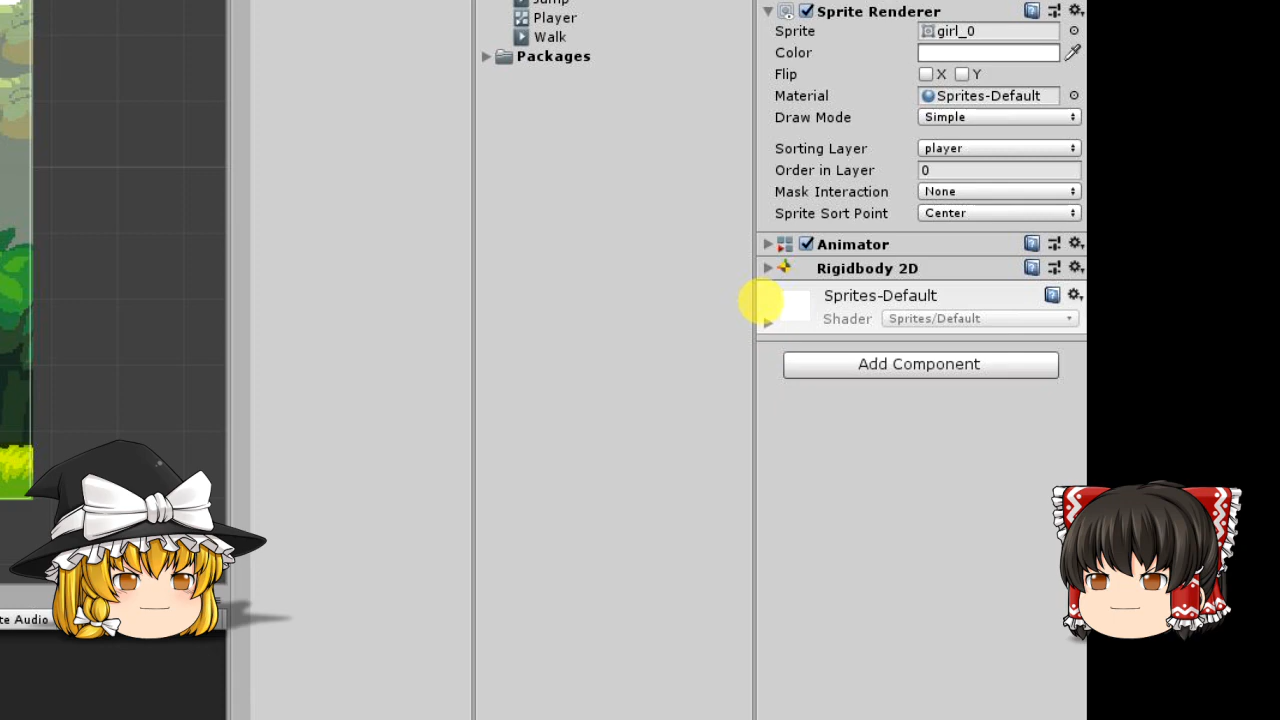 Jump
Player
Walk
Packages
Sprite Renderer
Sprite girl_0
Color
Flip X Y
Material Sprites-Default
Draw Mode Simple
Sorting Layer player
Order in Layer 0
Mask Interaction None
Sprite Sort Point Center
Animator
Rigidbody 2D
Sprites-Default
Shader Sprites/Default
Add Component
te Audio